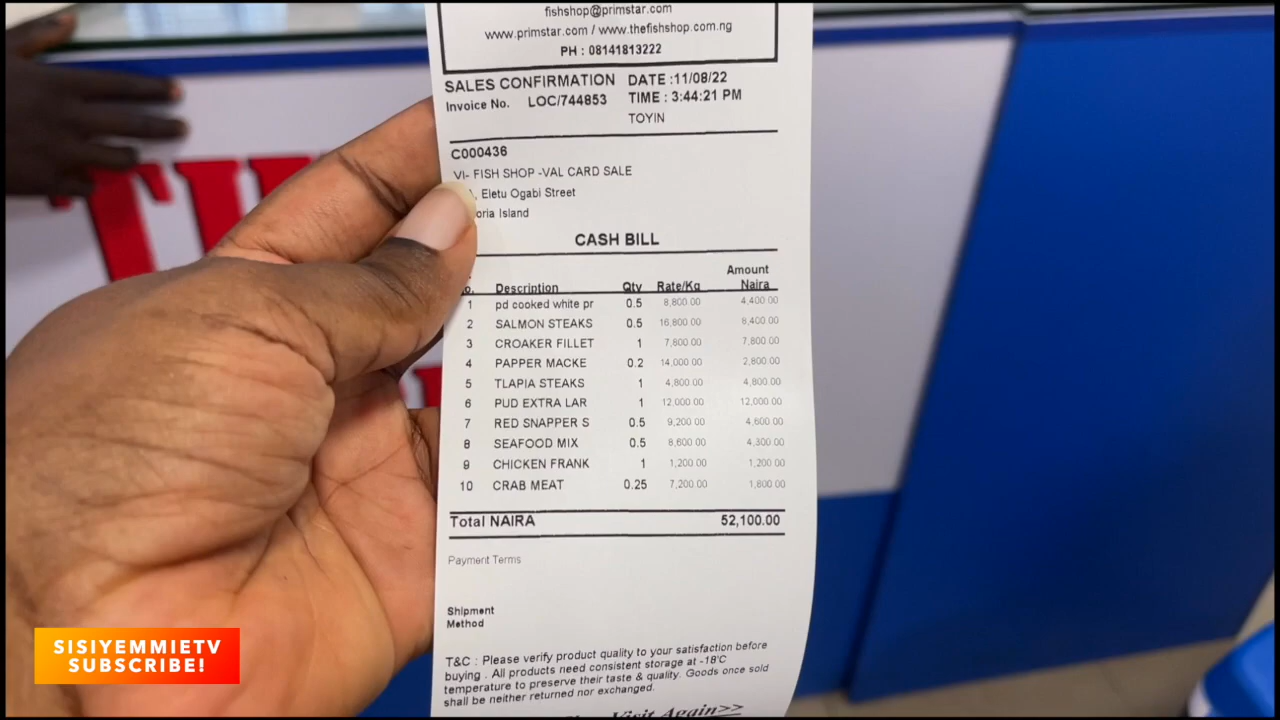 fishshop@primstar.com
www.primstar.com / www.thefishshop.com.ng
PH : 08141813222
SALES CONFIRMATION DATE :11/08/22
Invoice No. LOC/744853 TIME : 3:44:21 PM
TOYIN
C000436
VI- FISH SHOP -VAL CARD SALE
, Eletu Ogabi Street
oria Island
CASH BILL
o. Description Qty Rate/Kg Amount Naira
1 pd cooked white pr 0.5 8,800.00 4,400.00
2 SALMON STEAKS 0.5 16,800.00 8,400.00
3 CROAKER FILLET 1 7,800.00 7,800.00
4 PAPPER MACKE 0.2 14,000.00 2,800.00
5 TLAPIA STEAKS 1 4,800.00 4,800.00
6 PUD EXTRA LAR 1 12,000.00 12,000.00
7 RED SNAPPER S 0.5 9,200.00 4,600.00
8 SEAFOOD MIX 0.5 8,600.00 4,300.00
9 CHICKEN FRANK 1 1,200.00 1,200.00
10 CRAB MEAT 0.25 7,200.00 1,800.00
Total NAIRA 52,100.00
Payment Terms
Shipment
Method
T&C : Please verify product quality to your satisfaction before
buying . All products need consistent storage at -18'C
temperature to preserve their taste & quality. Goods once sold
shall be neither returned nor exchanged.
Visit Again>>
SISIYEMMIETV
SUBSCRIBE!